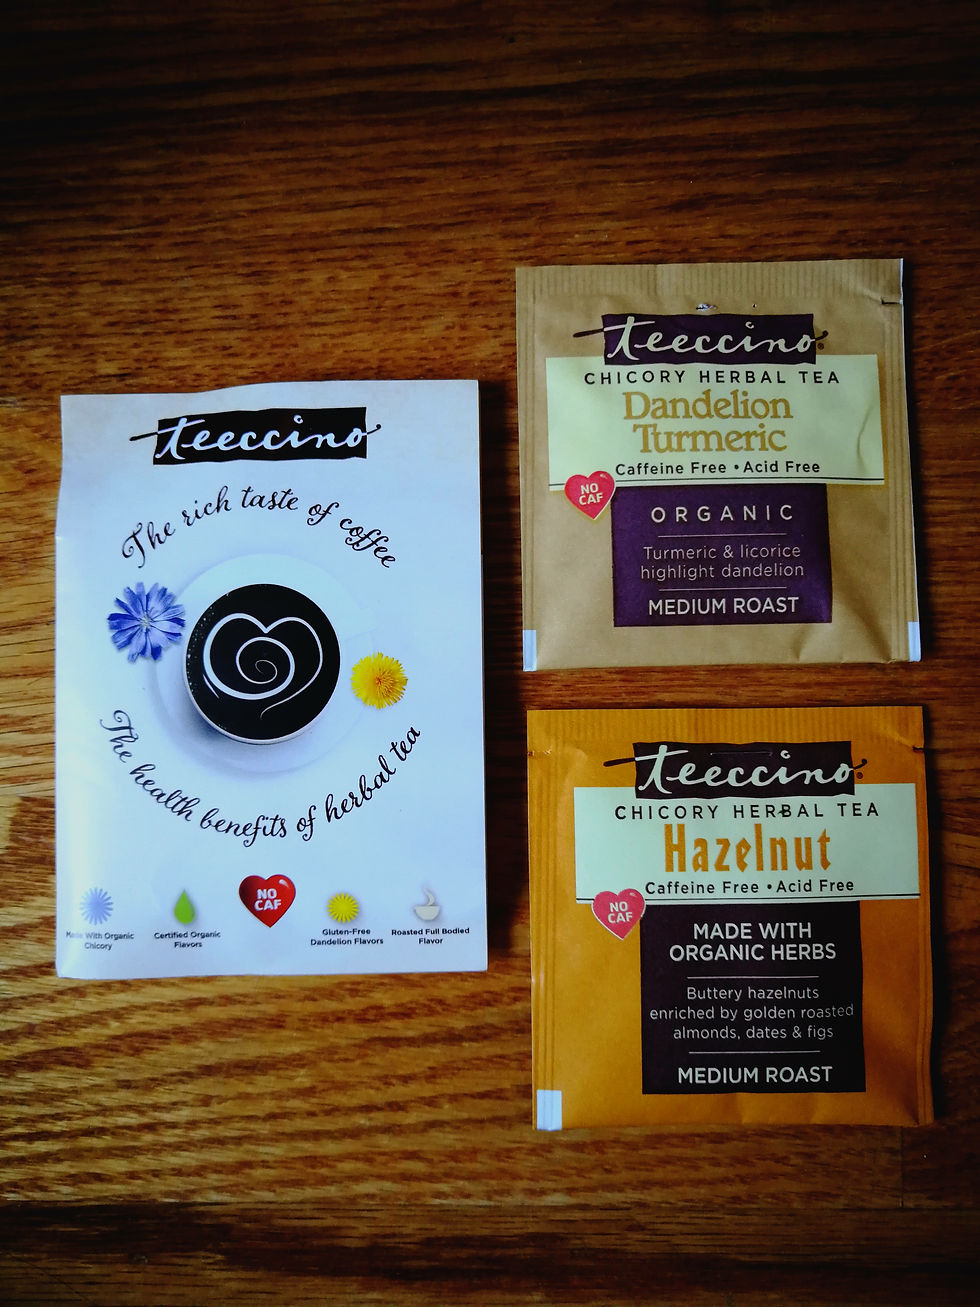 teeccino
The rich taste of coffee
The health benefits of herbal tea
NO
CAF
Made With Organic
Chicory
Certified Organic
Flavors
Gluten-Free
Dandelion Flavors
Roasted Full Bodied
Flavor
teeccino®
CHICORY HERBAL TEA
Dandelion
Turmeric
Caffeine Free • Acid Free
NO
CAF
ORGANIC
Turmeric & licorice
highlight dandelion
MEDIUM ROAST
teeccino®
CHICORY HERBAL TEA
Hazelnut
Caffeine Free • Acid Free
NO
CAF
MADE WITH
ORGANIC HERBS
Buttery hazelnuts
enriched by golden roasted
almonds, dates & figs
MEDIUM ROAST